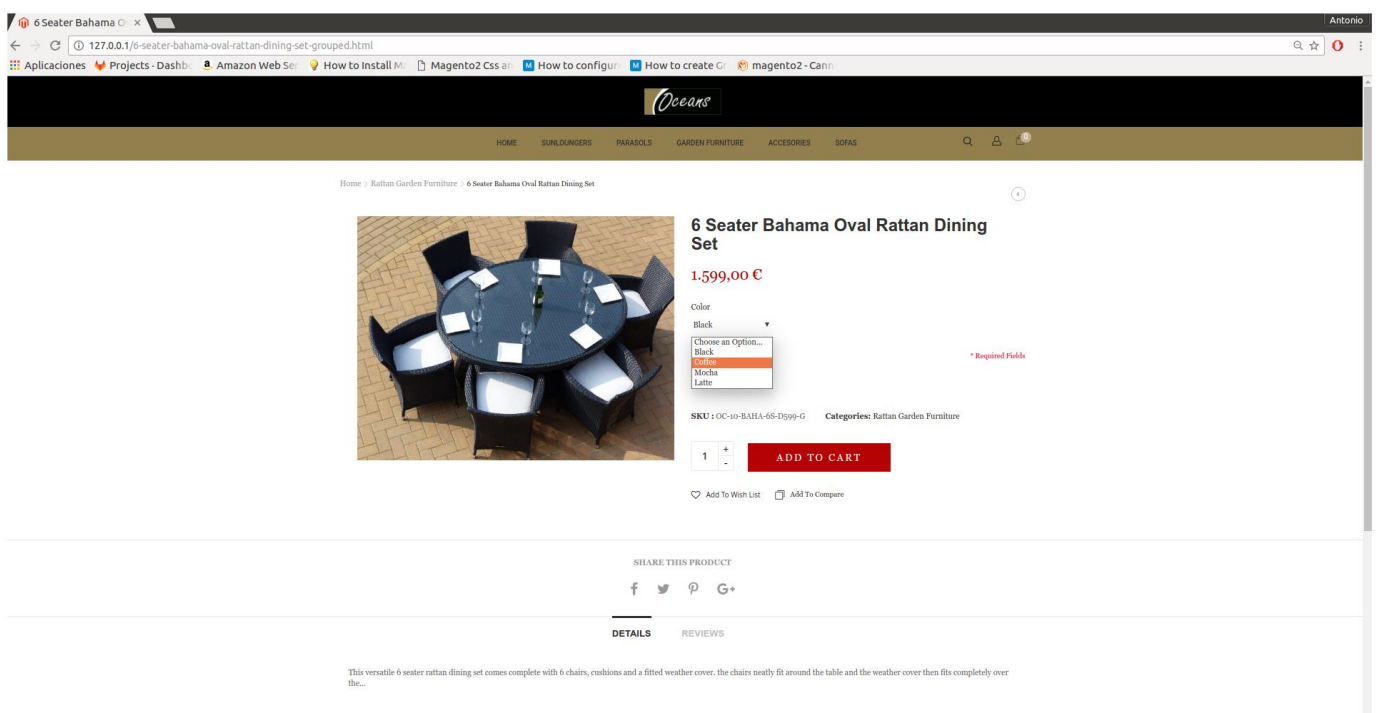 6 Seater Bahama O
Antonio
127.0.0.1/6-seater-bahama-oval-rattan-dining-set-grouped.html
Aplicaciones Projects · Dashbo Amazon Web Ser How to Install M Magento2 Css an How to configur How to create Gr magento2 - Cann
Oceans
HOME SUNLOUNGERS PARASOLS GARDEN FURNITURE ACCESORIES SOFAS 0
Home > Rattan Garden Furniture > 6 Seater Bahama Oval Rattan Dining Set
6 Seater Bahama Oval Rattan Dining
Set
1.599,00 €
Color
Black
Choose an Option...
Black
Coffee
Mocha
Latte
* Required Fields
SKU : OC-10-BAHA-6S-D599-G Categories: Rattan Garden Furniture
1 + -
ADD TO CART
Add To Wish List Add To Compare
SHARE THIS PRODUCT
DETAILS REVIEWS
This versatile 6 seater rattan dining set comes complete with 6 chairs, cushions and a fitted weather cover. the chairs neatly fit around the table and the weather cover then fits completely over
the...